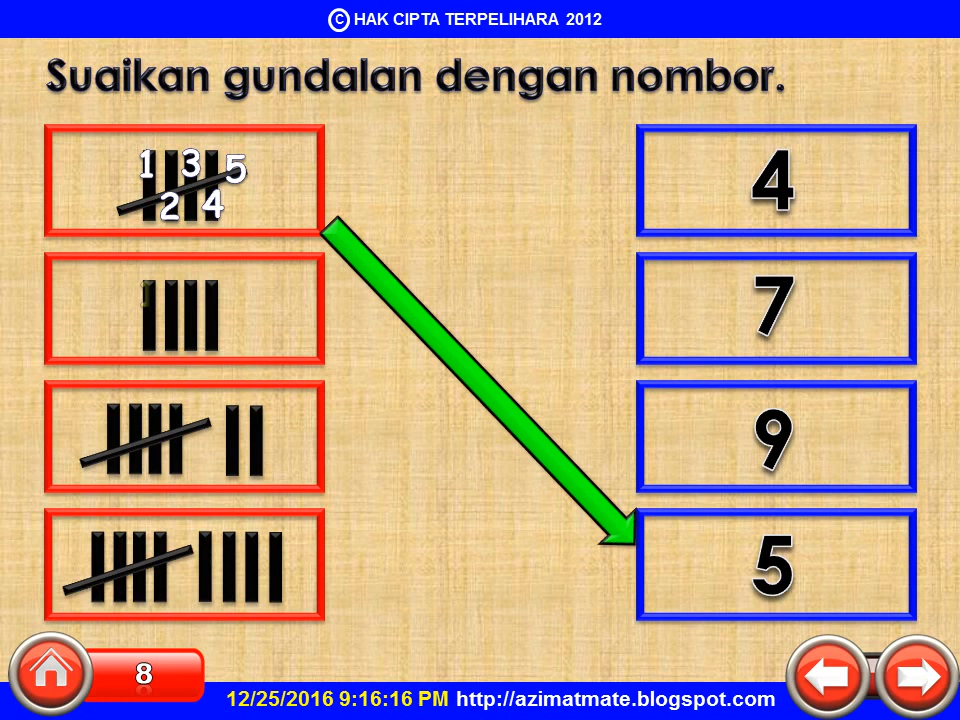 © HAK CIPTA TERPELIHARA 2012
Suaikan gundalan dengan nombor.
1 3 5
2 4
4
7
9
5
8
12/25/2016 9:16:16 PM http://azimatmate.blogspot.com